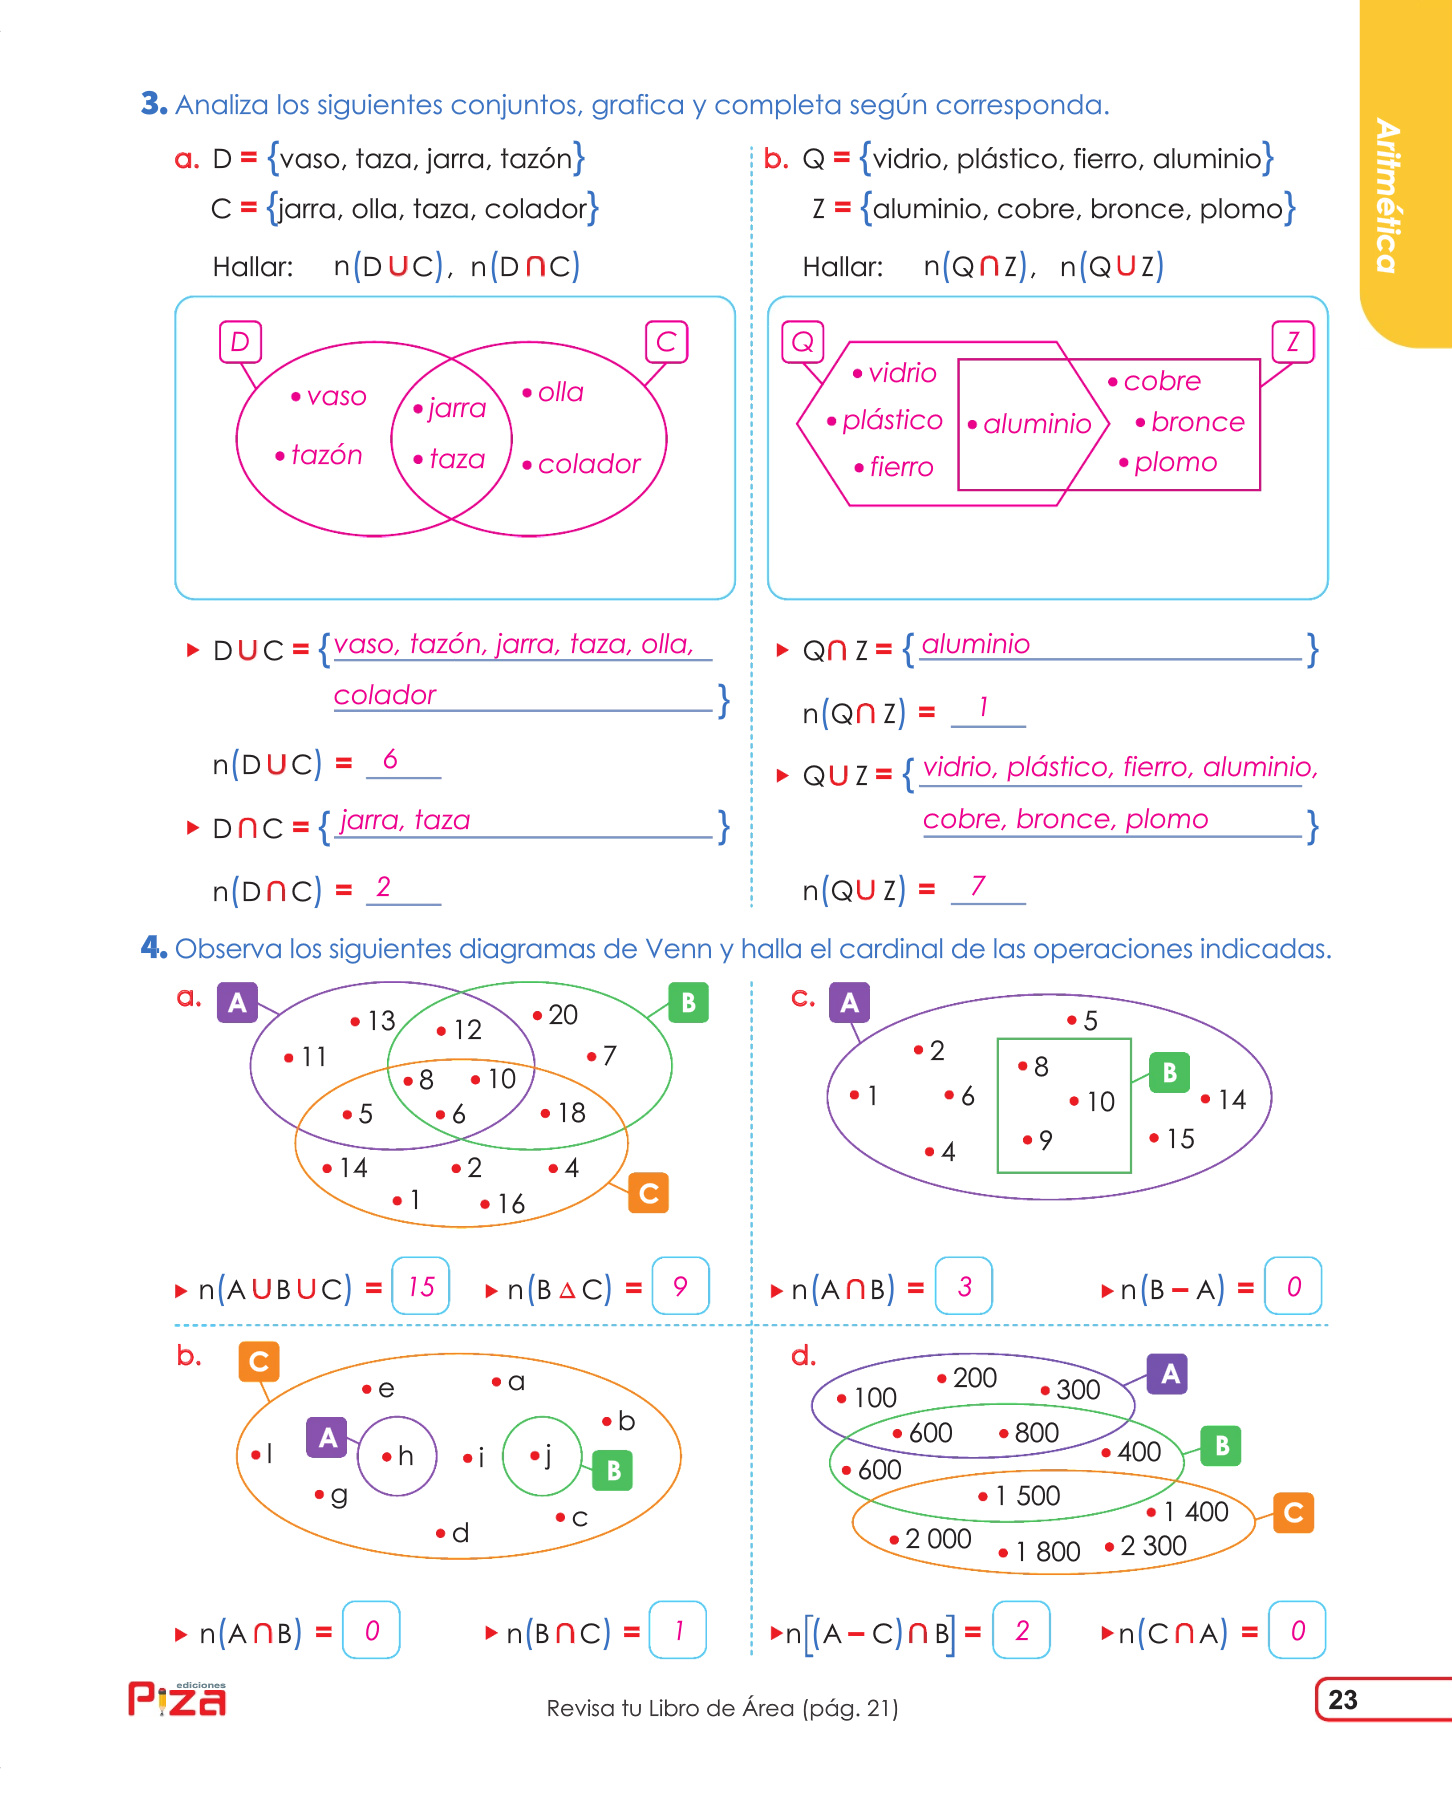 Aritmética
3. Analiza los siguientes conjuntos, grafica y completa según corresponda.
a. D = {vaso, taza, jarra, tazón}
C = {jarra, olla, taza, colador}
Hallar: n(D∪C), n(D∩C)
D
C
• vaso
• tazón
• jarra
• taza
• olla
• colador
▸ D∪C = {vaso, tazón, jarra, taza, olla,
colador}
n(D∪C) = 6
▸ D∩C = {jarra, taza}
n(D∩C) = 2
b. Q = {vidrio, plástico, fierro, aluminio}
Z = {aluminio, cobre, bronce, plomo}
Hallar: n(Q∩Z), n(Q∪Z)
Q
Z
• vidrio
• plástico
• fierro
• aluminio
• cobre
• bronce
• plomo
▸ Q∩Z = {aluminio}
n(Q∩Z) = 1
▸ Q∪Z = {vidrio, plástico, fierro, aluminio,
cobre, bronce, plomo}
n(Q∪Z) = 7
4. Observa los siguientes diagramas de Venn y halla el cardinal de las operaciones indicadas.
a.
A
B
• 13 • 12 • 20
• 11 • 7
• 8 • 10
• 5 • 6 • 18
• 14 • 2 • 4
• 1 • 16
C
▸ n(A∪B∪C) = 15 ▸ n(B △ C) = 9
c.
A
• 5
• 2 • 8
B
• 1 • 6 • 10 • 14
• 4 • 9 • 15
▸ n(A∩B) = 3 ▸ n(B − A) = 0
b.
C
• e • a
• b
A
• l • h • i • j
B
• g
• d • c
▸ n(A∩B) = 0 ▸ n(B∩C) = 1
d.
A
• 100 • 200 • 300
• 600 • 800
• 400
B
• 600
• 1 500
• 1 400
C
• 2 000 • 1 800 • 2 300
▸n[(A − C)∩B] = 2 ▸ n(C∩A) = 0
ediciones
Piza
Revisa tu Libro de Área (pág. 21)
23